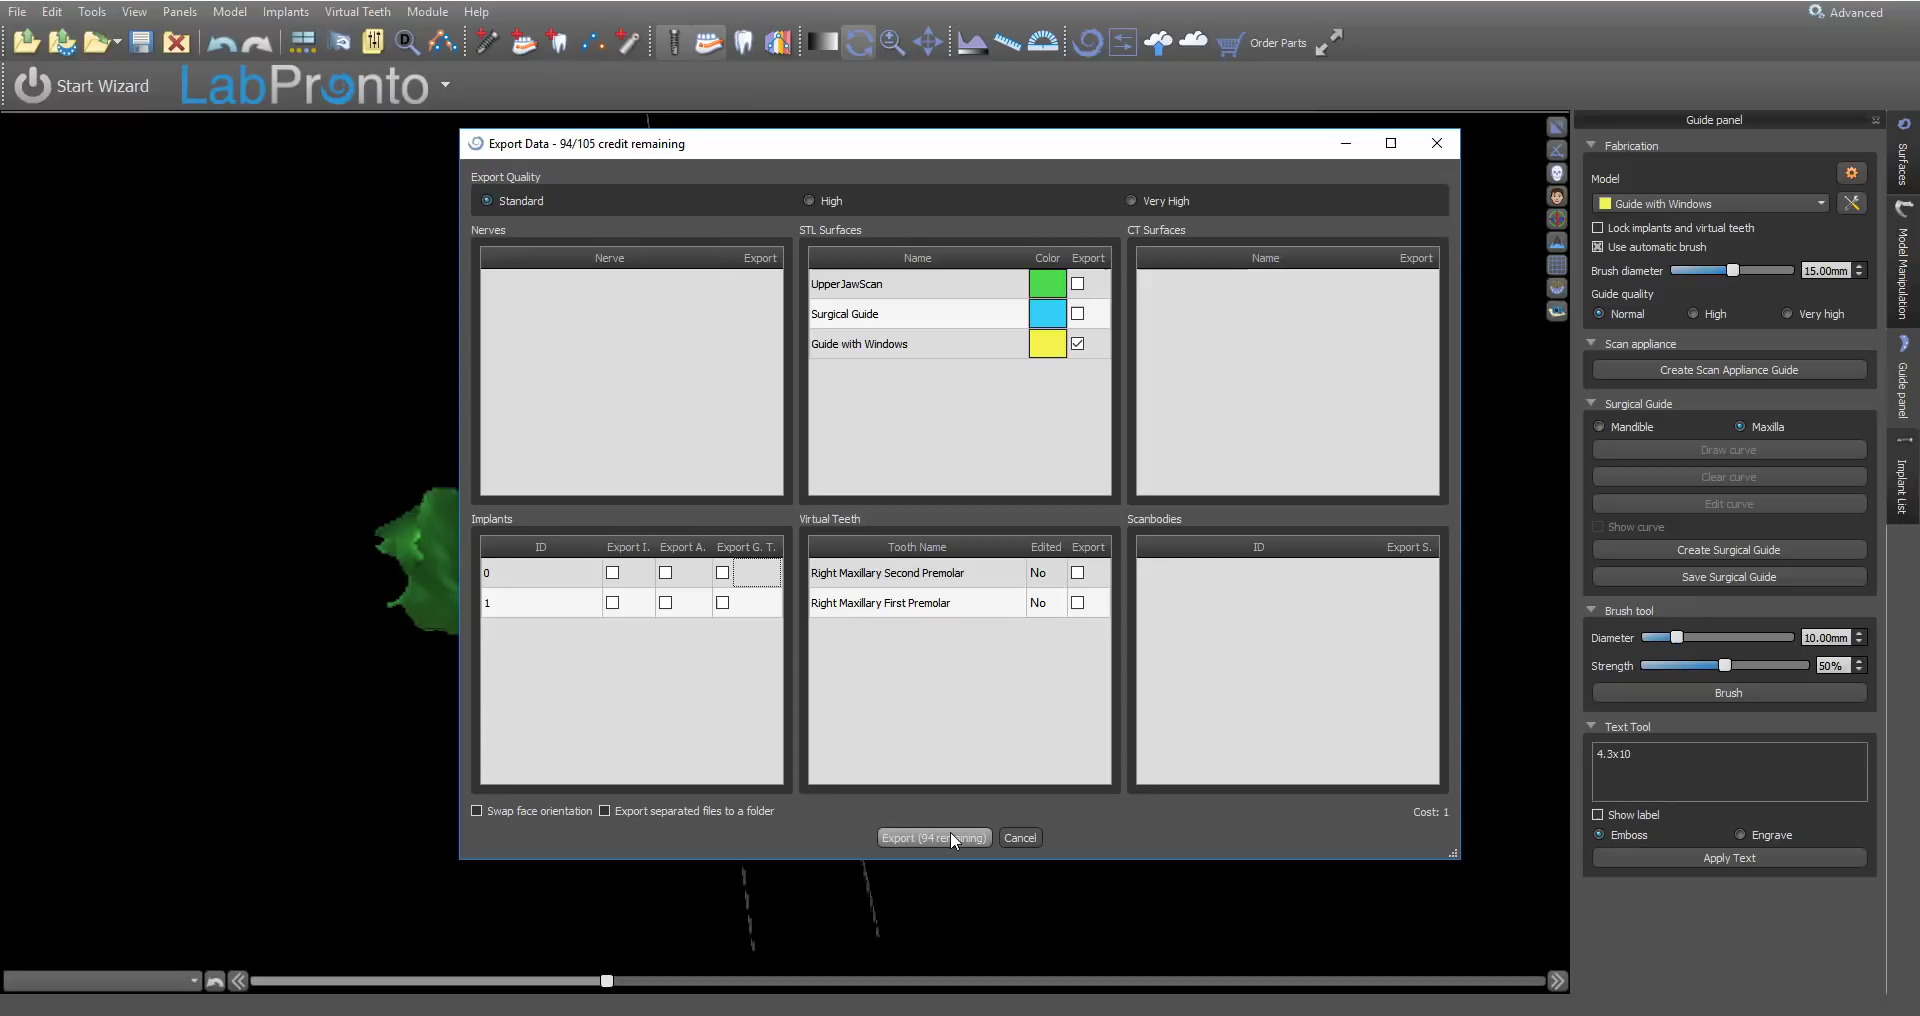 File Edit Tools View Panels Model Implants Virtual Teeth Module Help
Advanced
Order Parts
Start Wizard LabPronto
Guide panel
Export Data - 94/105 credit remaining
Export Quality
Standard High Very High
Nerves STL Surfaces CT Surfaces
Nerve Export Name Color Export Name Export
UpperJawScan
Surgical Guide
Guide with Windows
Implants Virtual Teeth Scanbodies
ID Export I. Export A. Export G. T. Tooth Name Edited Export ID Export S.
0 Right Maxillary Second Premolar No
1 Right Maxillary First Premolar No
Swap face orientation Export separated files to a folder Cost: 1
Export (94 remaining) Cancel
Fabrication
Model
Guide with Windows
Lock implants and virtual teeth
Use automatic brush
Brush diameter 15.00mm
Guide quality
Normal High Very high
Scan appliance
Create Scan Appliance Guide
Surgical Guide
Mandible Maxilla
Draw curve
Clear curve
Edit curve
Show curve
Create Surgical Guide
Save Surgical Guide
Brush tool
Diameter 10.00mm
Strength 50%
Brush
Text Tool
4.3x10
Show label
Emboss Engrave
Apply Text
Surfaces
Model Manipulation
Guide panel
Implant List